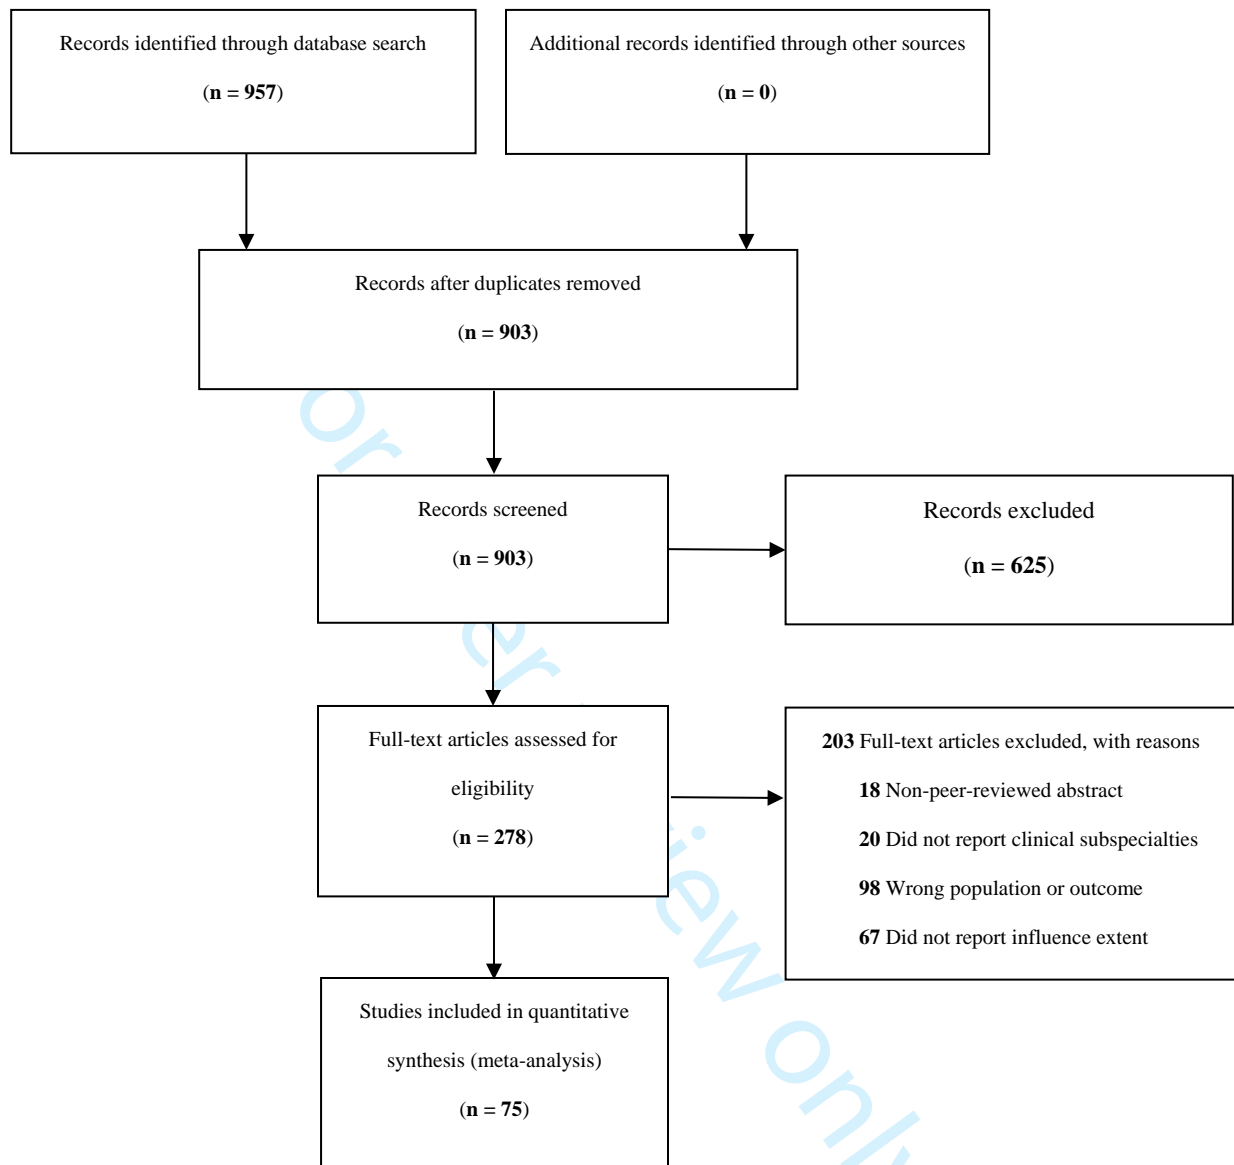 Records identified through database search
(n = 957)
Additional records identified through other sources
(n = 0)
Records after duplicates removed
(n = 903)
Records screened
(n = 903)
Records excluded
(n = 625)
Full-text articles assessed for
eligibility
(n = 278)
203 Full-text articles excluded, with reasons
18 Non-peer-reviewed abstract
20 Did not report clinical subspecialties
98 Wrong population or outcome
67 Did not report influence extent
Studies included in quantitative
synthesis (meta-analysis)
(n = 75)
only